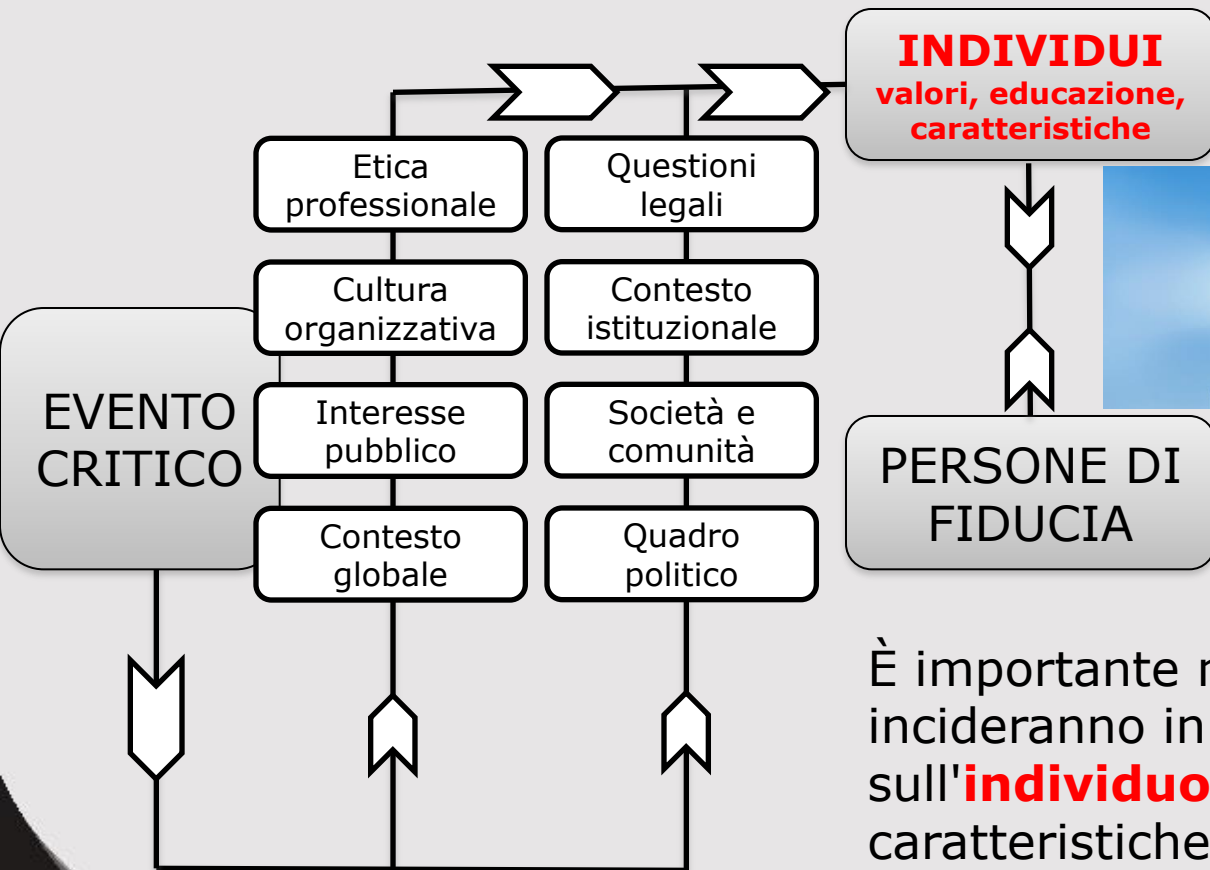 INDIVIDUI
valori, educazione,
caratteristiche
Etica
professionale
Questioni
legali
Cultura
organizzativa
Contesto
istituzionale
EVENTO
CRITICO
Interesse
pubblico
Società e
comunità
PERSONE DI
FIDUCIA
Contesto
globale
Quadro
politico
È importante
incideranno in
sull'individuo
caratteristiche